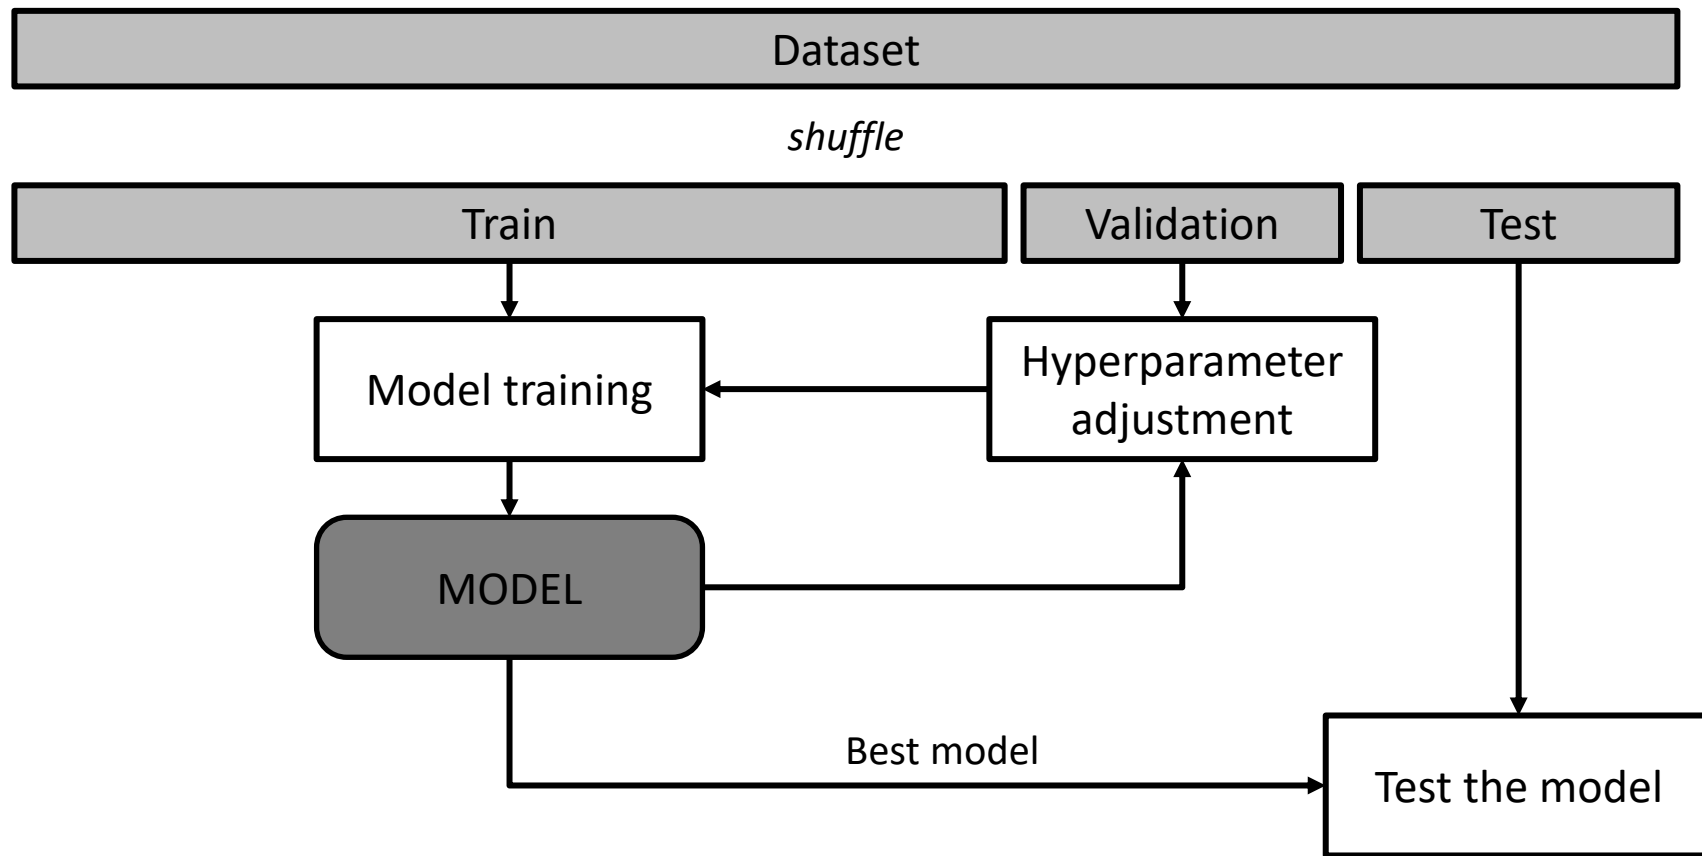 Dataset
shuffle
Train
Validation
Test
Model training
Hyperparameter
adjustment
MODEL
Best model
Test the model